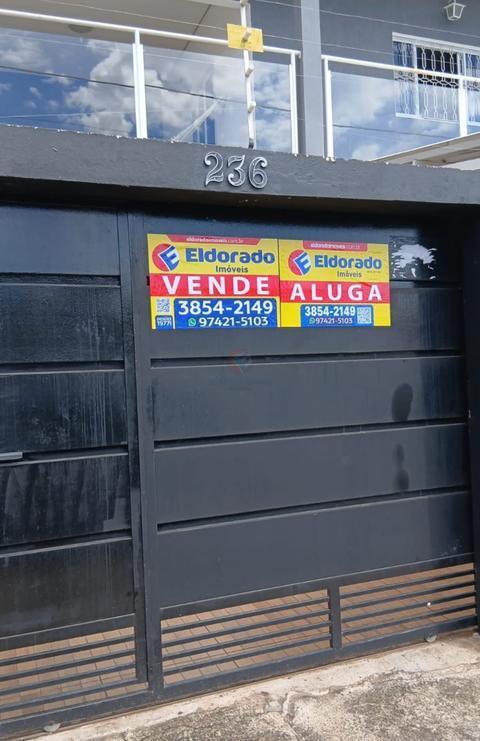 236
eldoradoimoveis.com.br
Eldorado
Imóveis
VENDE
3854-2149
97421-5103
eldoradoimoveis.com.br
Eldorado
Imóveis
ALUGA
3854-2149
97421-5103